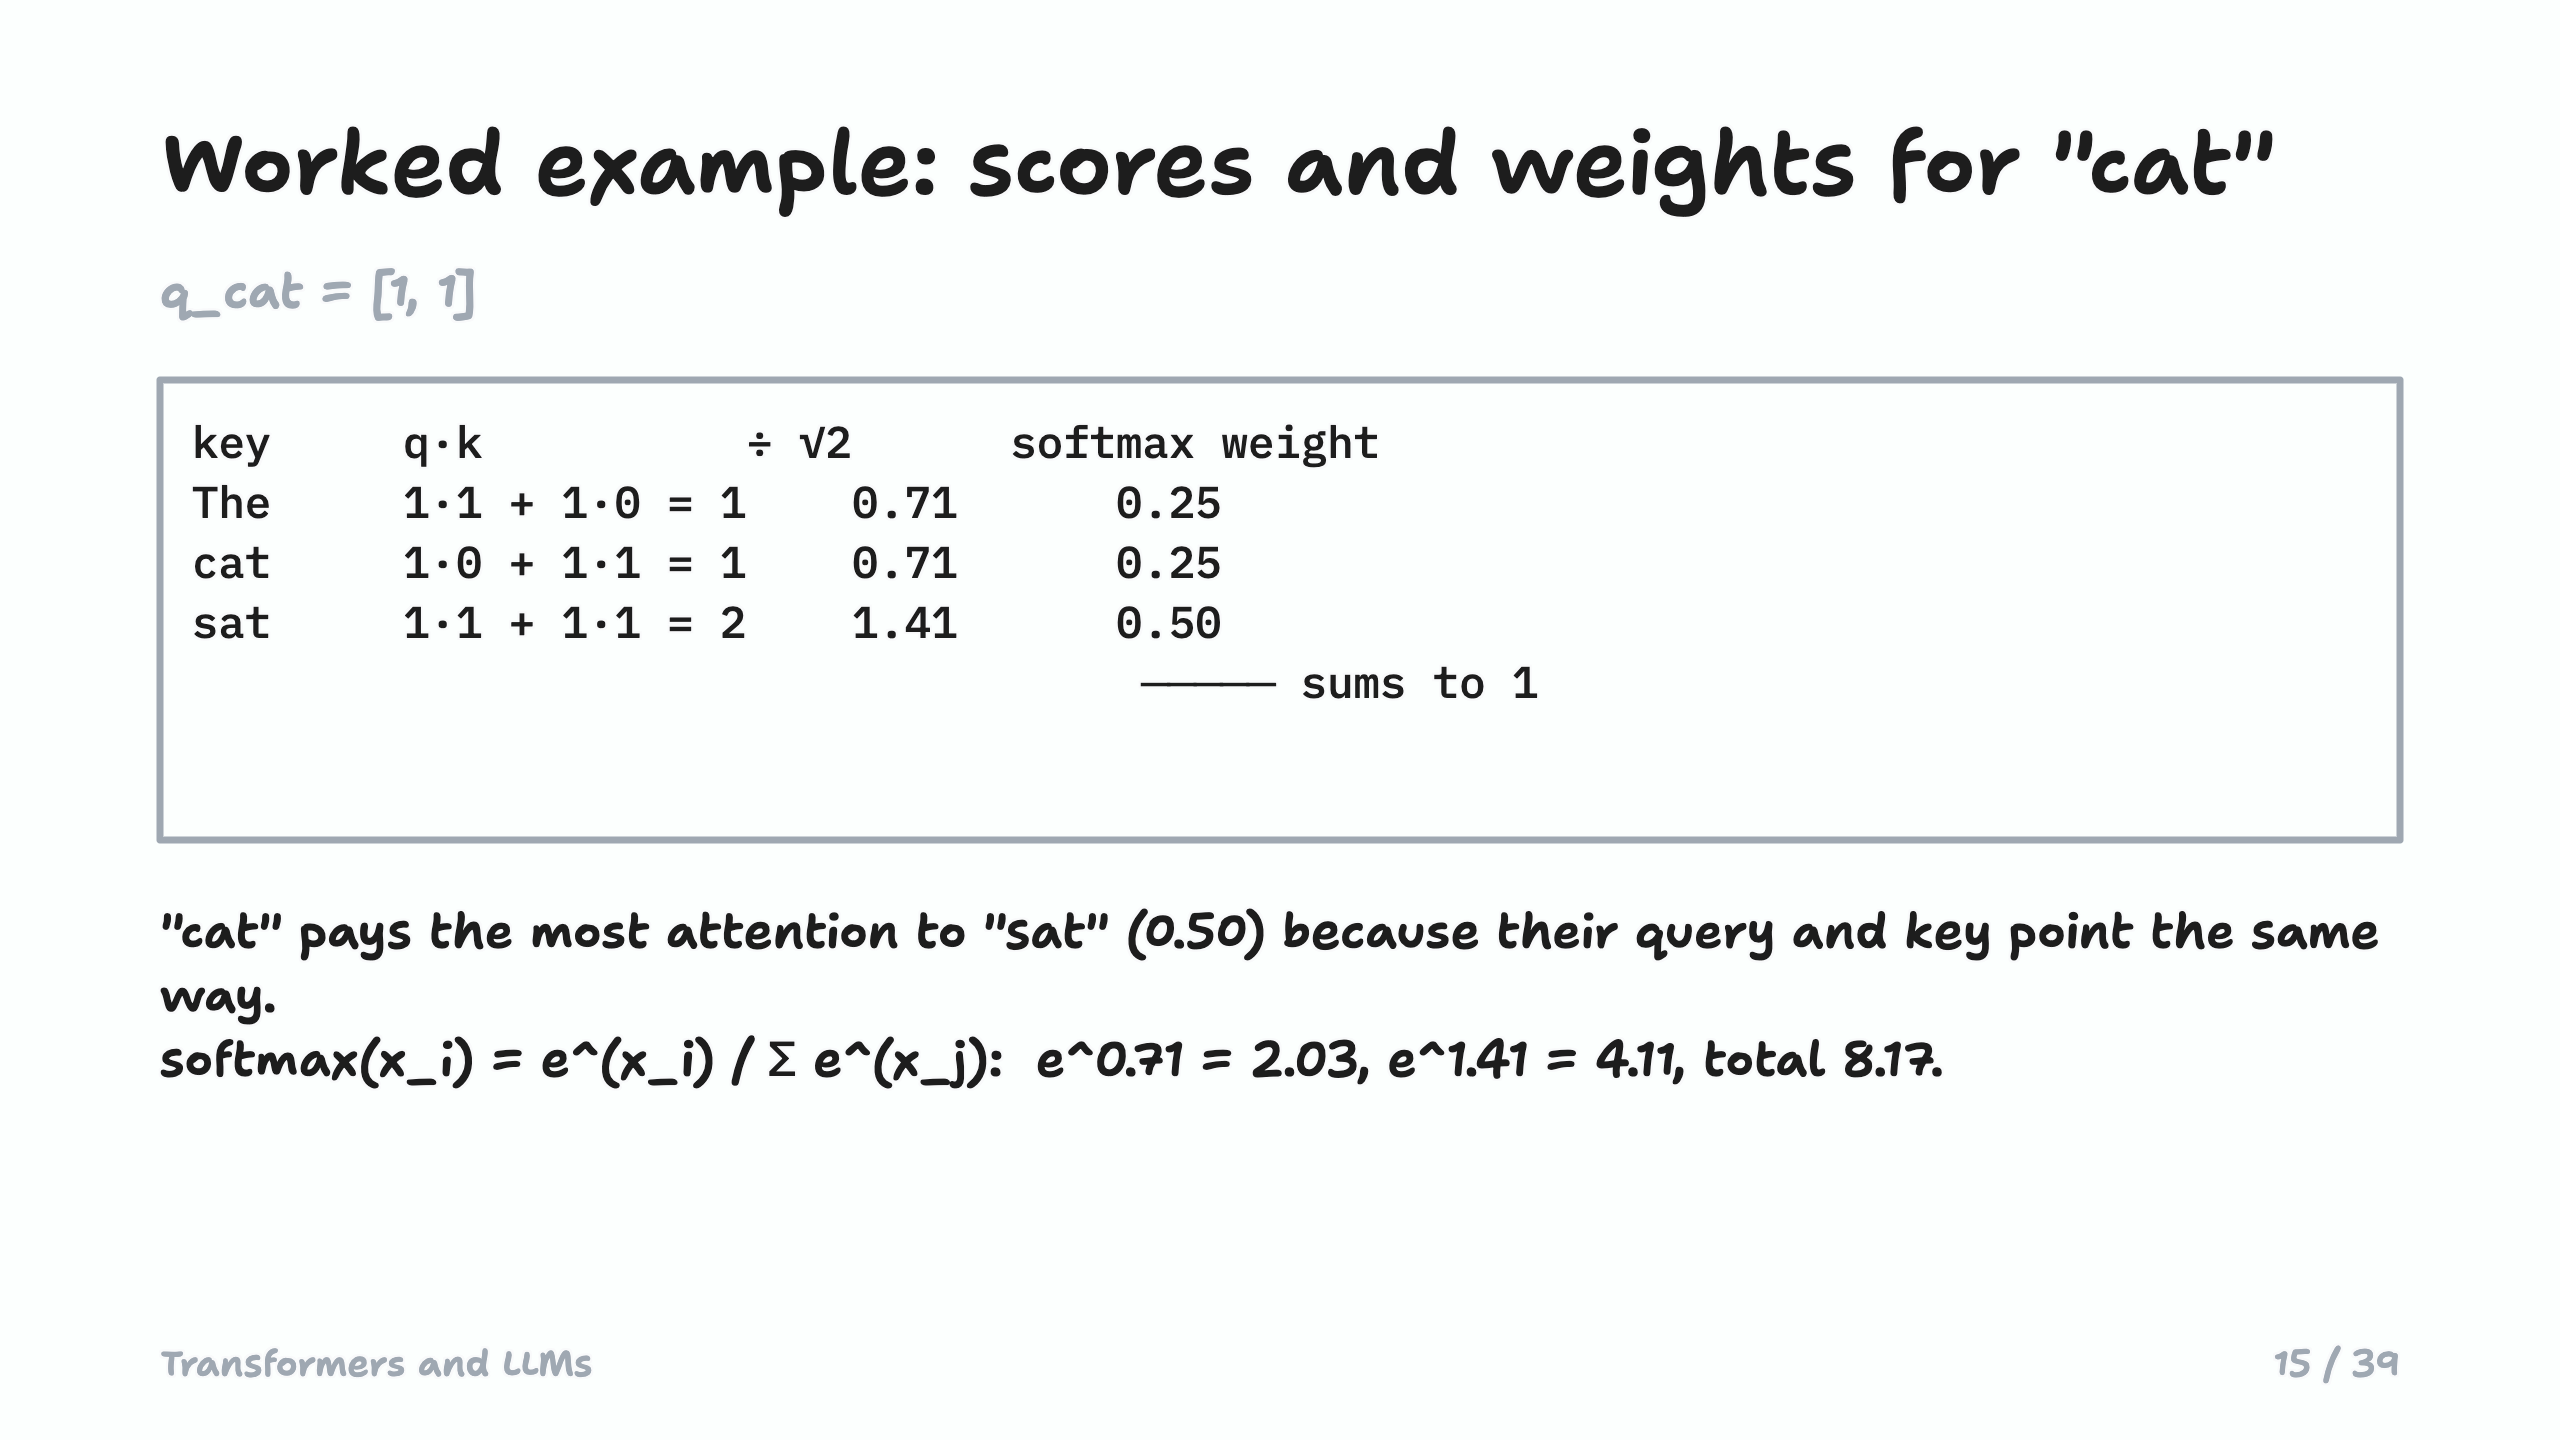 Worked example: scores and weights for "cat"
q_cat = [1, 1]
key     q·k          ÷ √2      softmax weight
The     1·1 + 1·0 = 1    0.71      0.25
cat     1·0 + 1·1 = 1    0.71      0.25
sat     1·1 + 1·1 = 2    1.41      0.50
───── sums to 1
"cat" pays the most attention to "sat" (0.50) because their query and key point the same
way.
softmax(x_i) = e^(x_i) / Σ e^(x_j):  e^0.71 = 2.03, e^1.41 = 4.11, total 8.17.
Transformers and LLMs
15 / 39